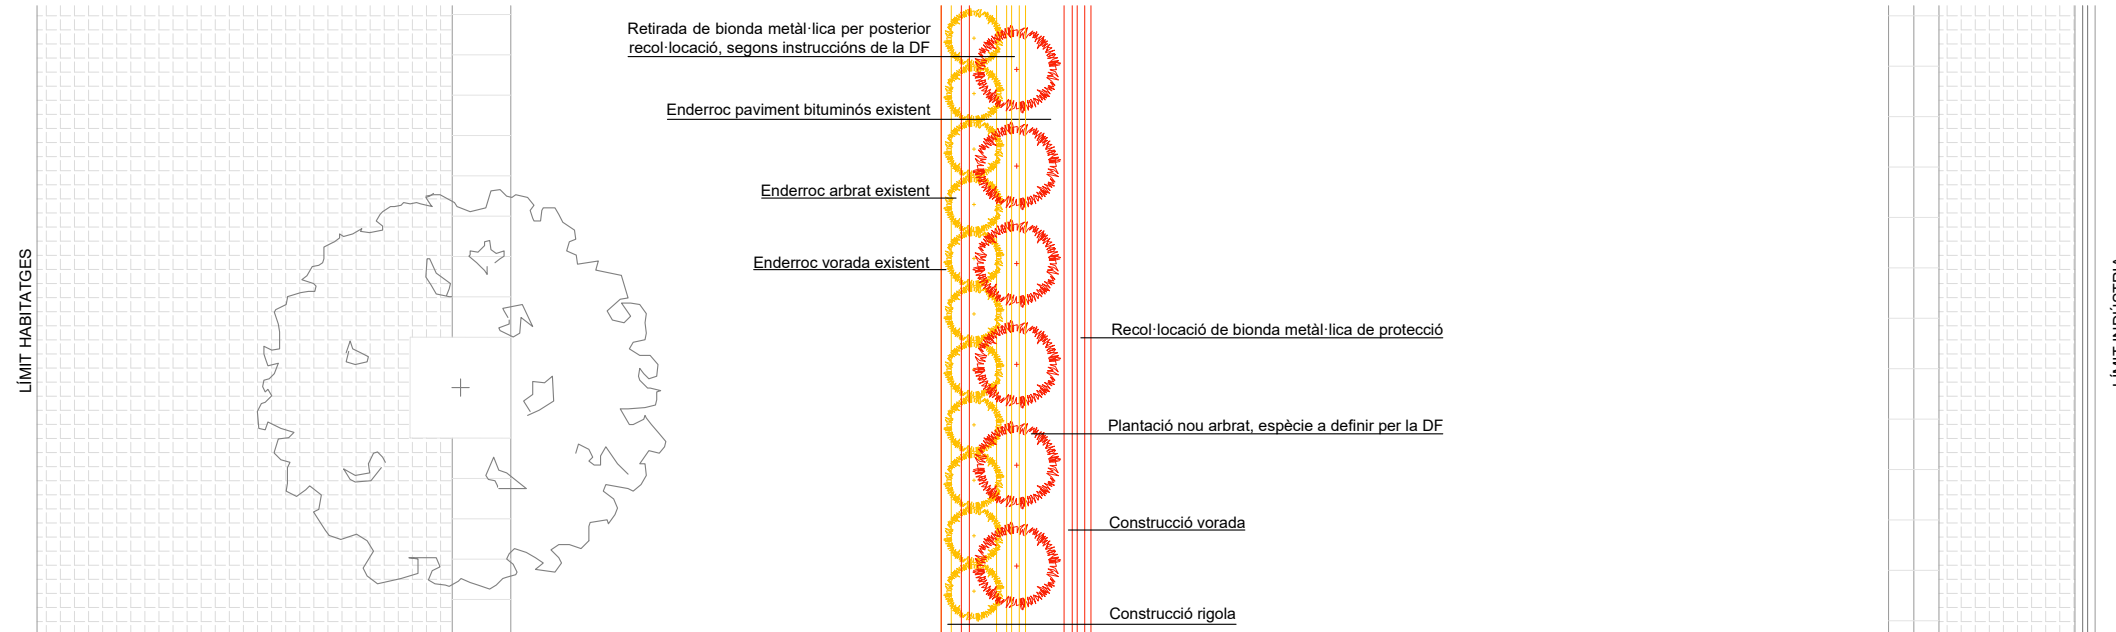 Retirada de bionda metàl·lica per posterior
recol·locació, segons instruccións de la DF
Enderroc paviment bituminós existent
Enderroc arbrat existent
Enderroc vorada existent
LÍMIT HABITATGES
Recol·locació de bionda metàl·lica de protecció
Plantació nou arbrat, espècie a definir per la DF
Construcció vorada
Construcció rigola
LÍMIT INDÚSTRIA